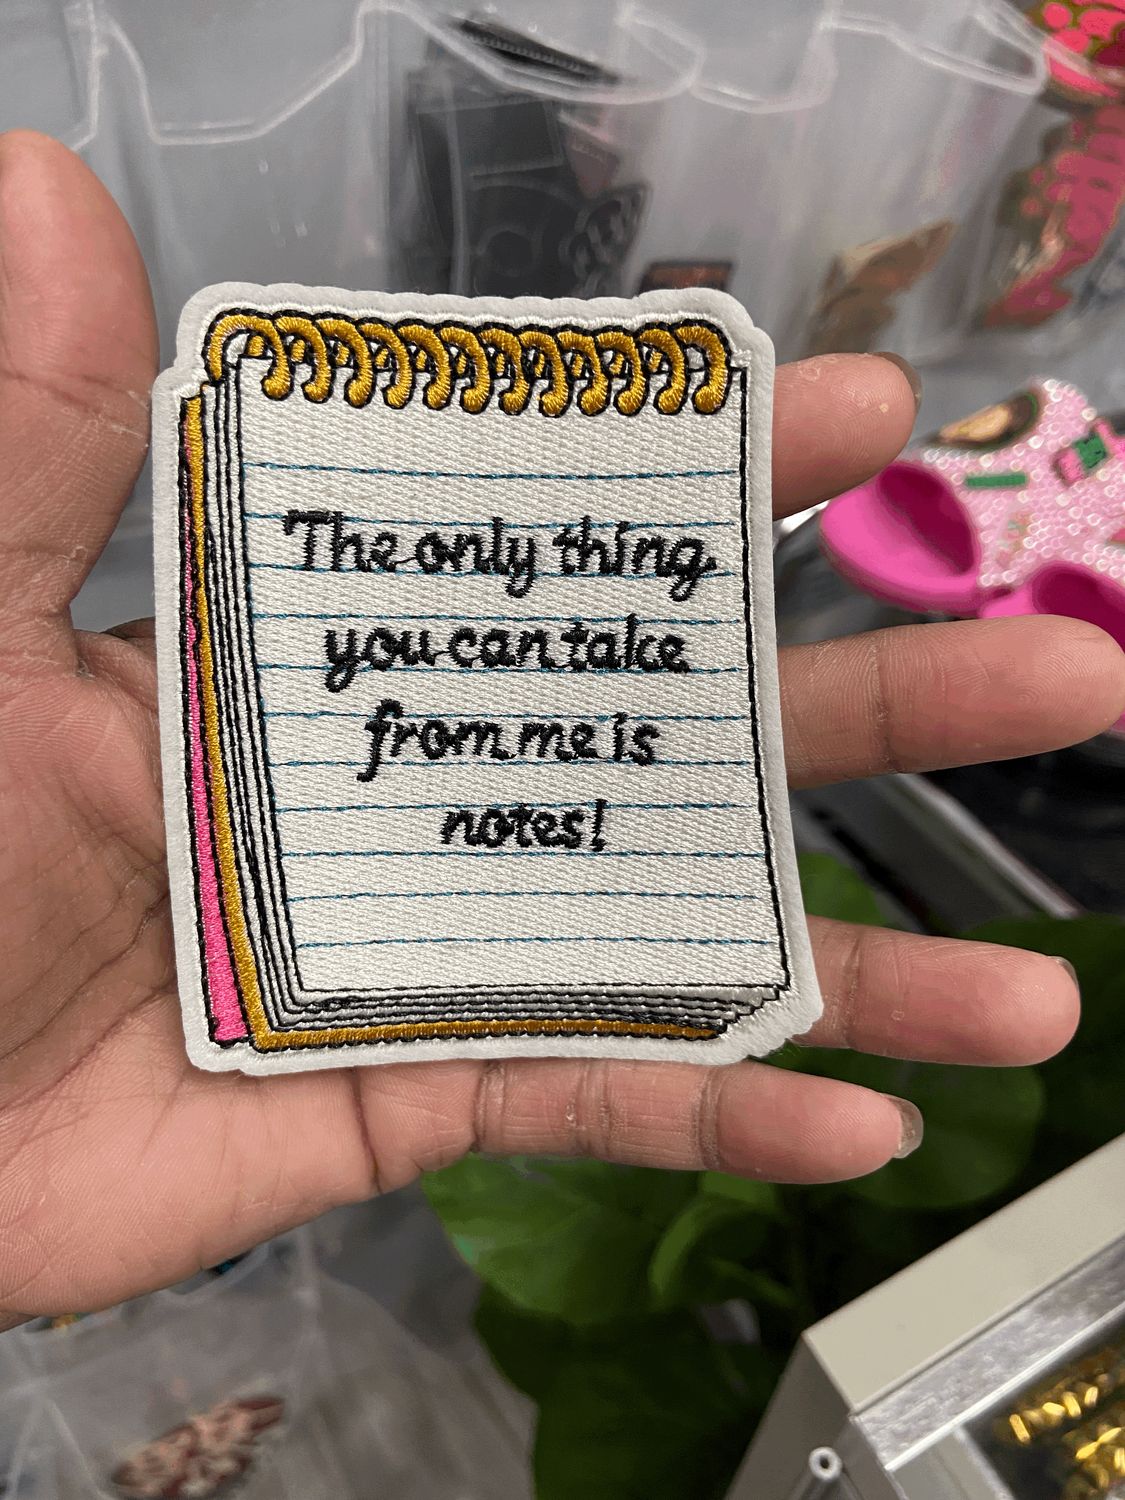 The only thing
you can take
from me is
notes!